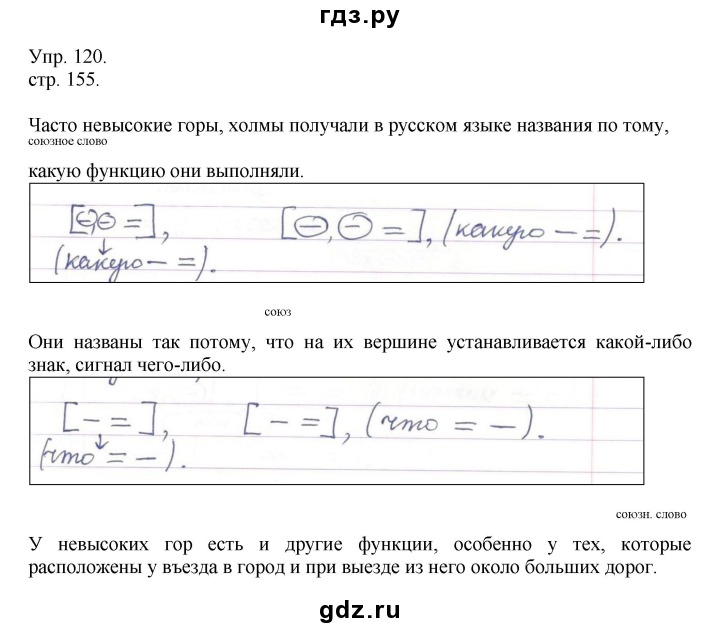 гдз.ру
Упр. 120.
стр. 155.
Часто невысокие горы, холмы получали в русском языке названия по тому,
союзное слово
какую функцию они выполняли.
[⊖,⊖ =], [⊖, ⊖ =], (какую – =).
(какую – =).
союз
Они названы так потому, что на их вершине устанавливается какой-либо
знак, сигнал чего-либо.
[– =], [– =], (что = –).
(что = –).
союзн. слово
У невысоких гор есть и другие функции, особенно у тех, которые
расположены у въезда в город и при выезде из него около больших дорог.
gdz.ru